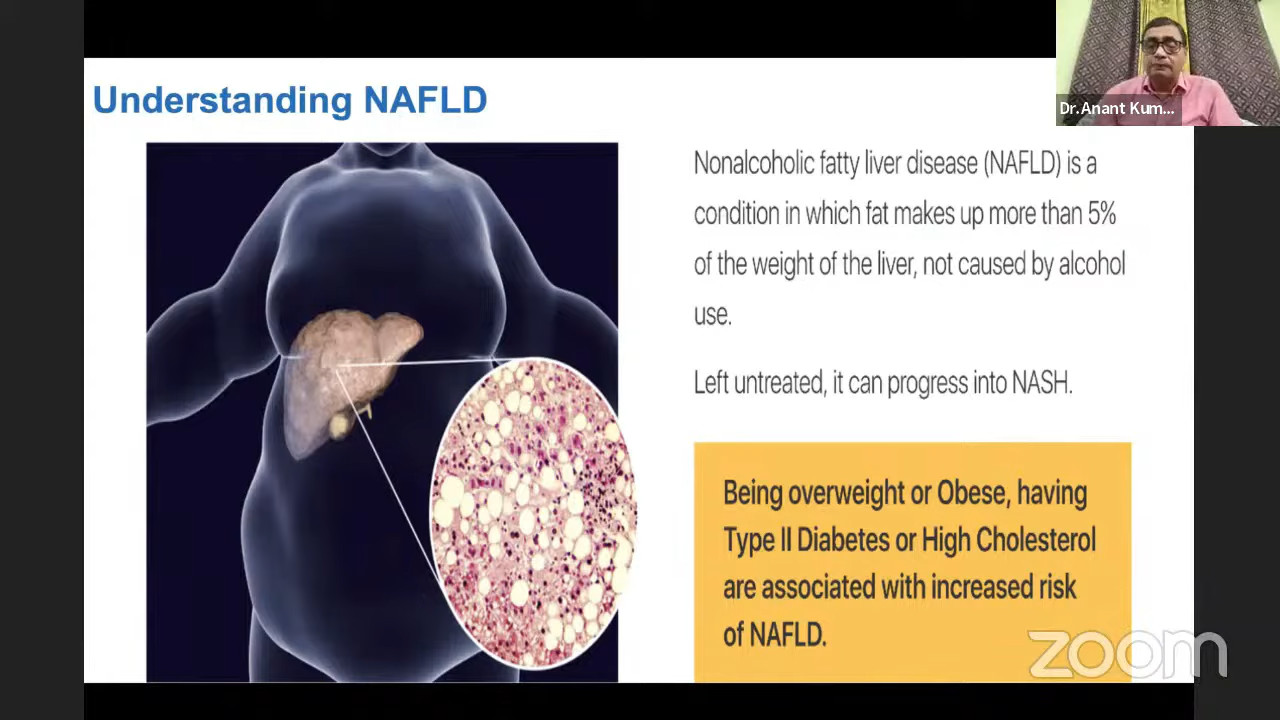 Understanding NAFLD
Dr.Anant Kum...
Nonalcoholic fatty liver disease (NAFLD) is a
condition in which fat makes up more than 5%
of the weight of the liver, not caused by alcohol
use.
Left untreated, it can progress into NASH.
Being overweight or Obese, having
Type II Diabetes or High Cholesterol
are associated with increased risk
of NAFLD.
zoom